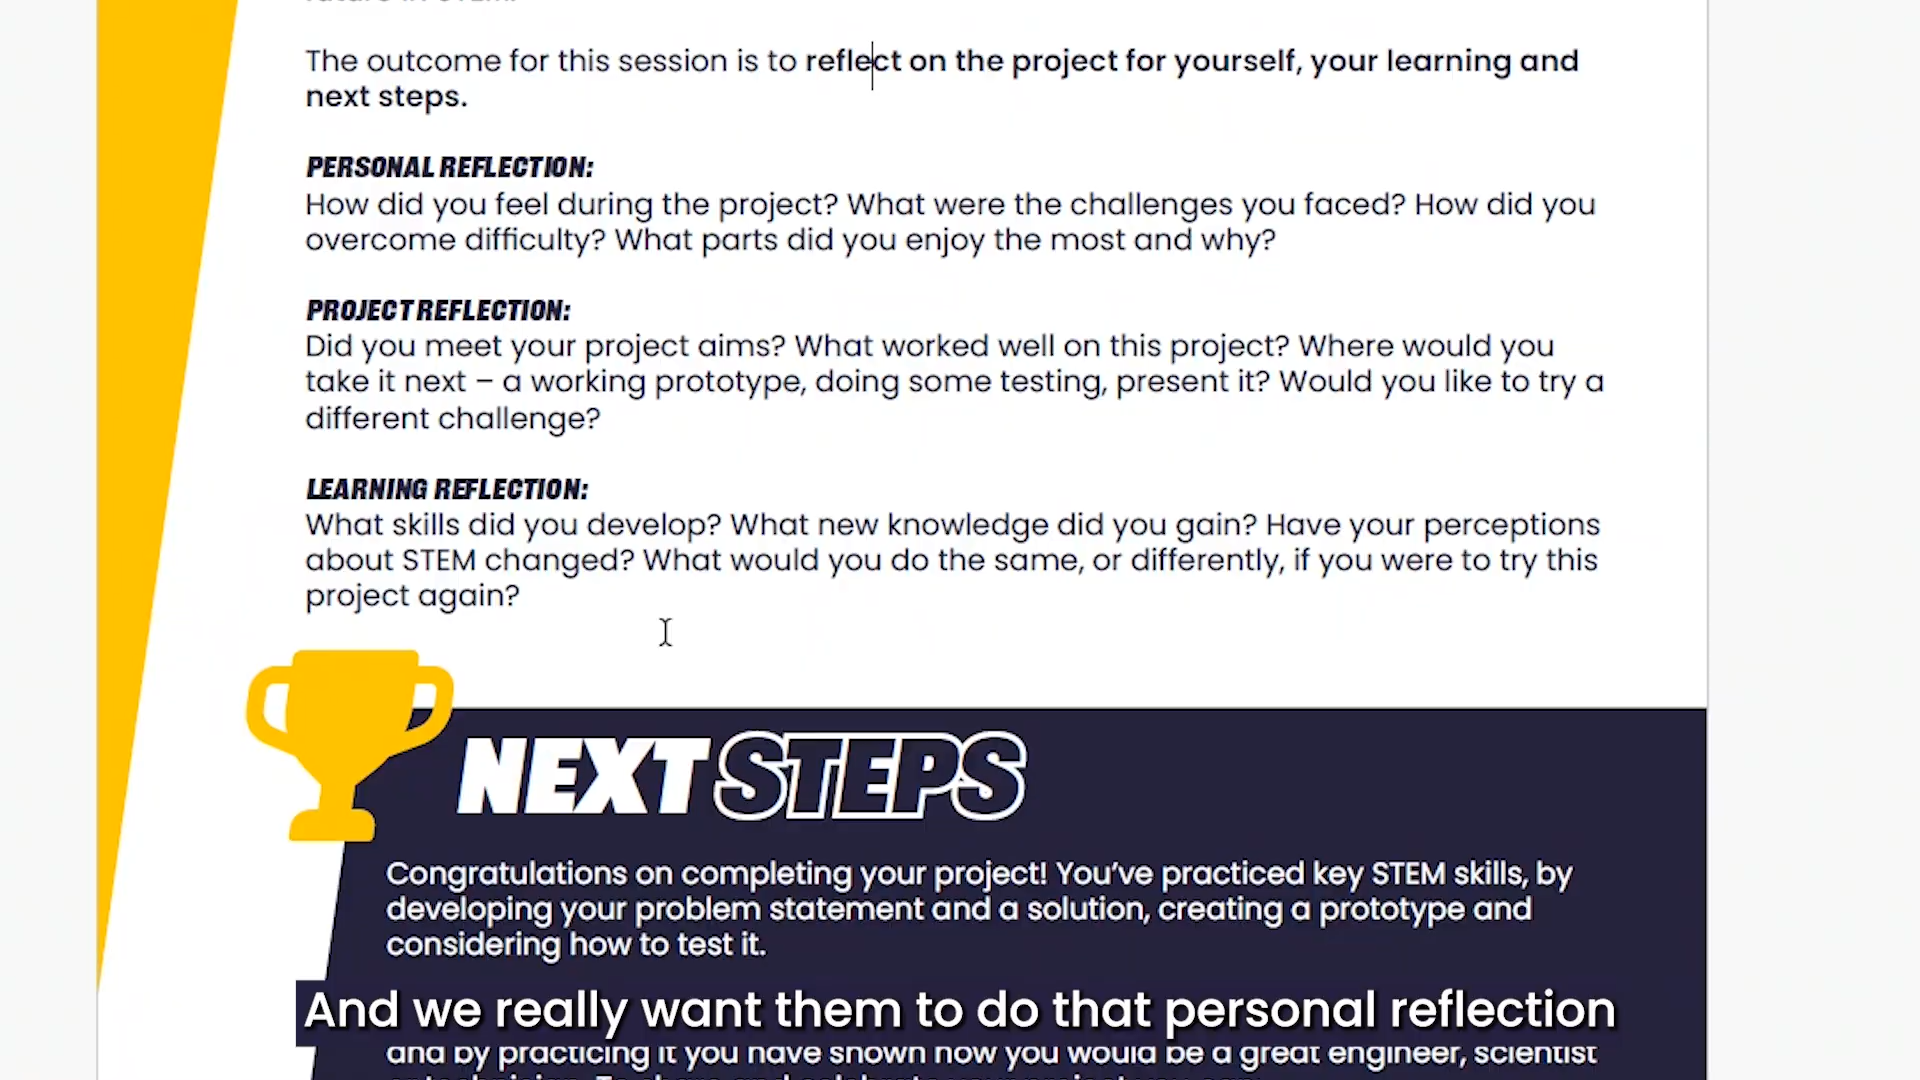 The outcome for this session is to reflect on the project for yourself, your learning and
next steps.
PERSONAL REFLECTION:
How did you feel during the project? What were the challenges you faced? How did you
overcome difficulty? What parts did you enjoy the most and why?
PROJECT REFLECTION:
Did you meet your project aims? What worked well on this project? Where would you
take it next – a working prototype, doing some testing, present it? Would you like to try a
different challenge?
LEARNING REFLECTION:
What skills did you develop? What new knowledge did you gain? Have your perceptions
about STEM changed? What would you do the same, or differently, if you were to try this
project again?
NEXT STEPS
Congratulations on completing your project! You've practiced key STEM skills, by
developing your problem statement and a solution, creating a prototype and
considering how to test it.
And we really want them to do that personal reflection
and by practicing it you have shown how you would be a great engineer, scientist